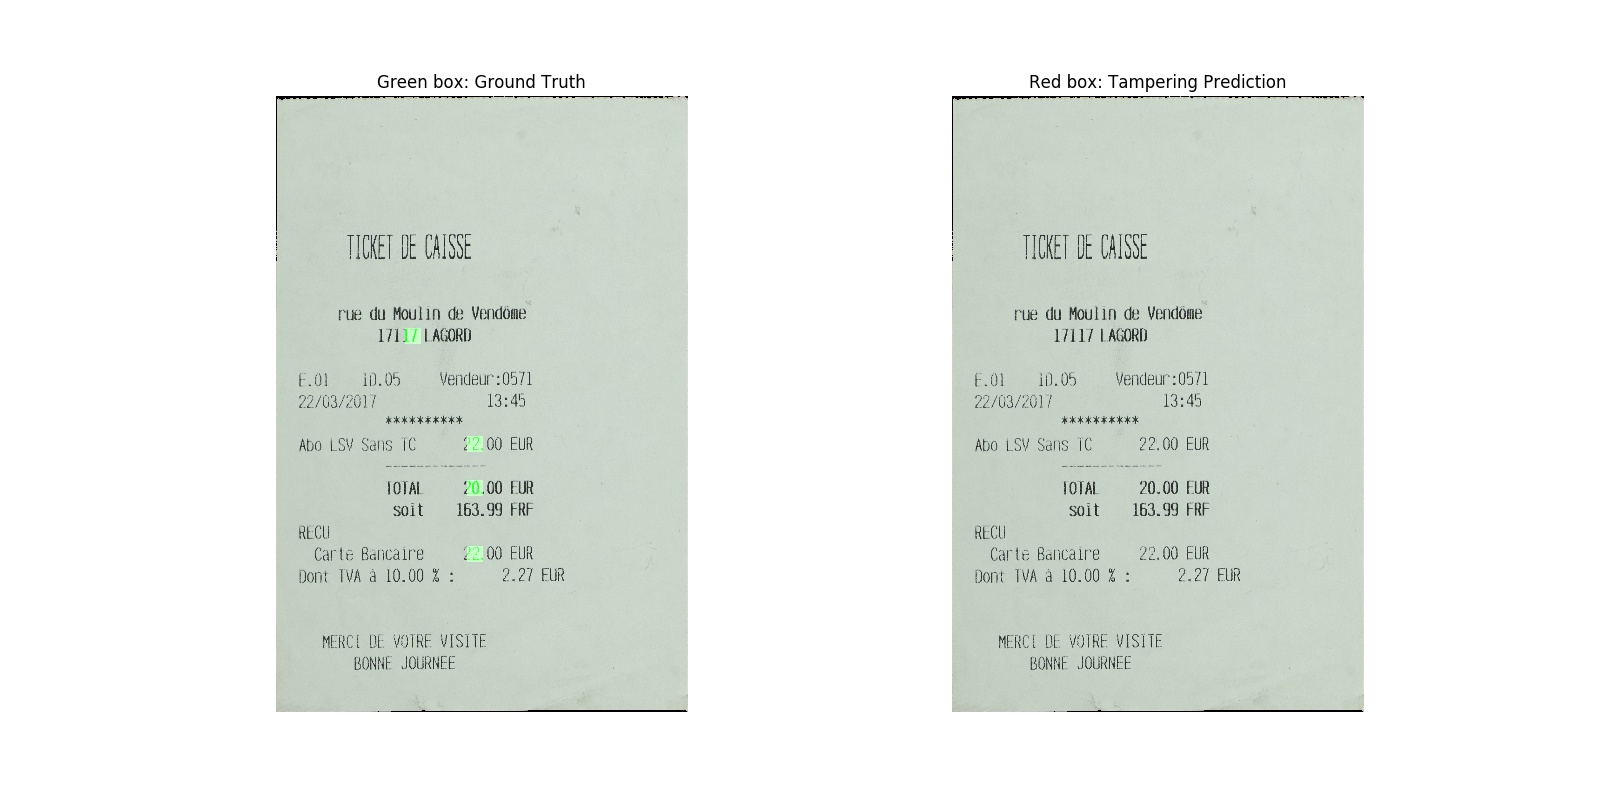 Green box: Ground Truth
TICKET DE CAISSE
rue du Moulin de Vendôme
17117 LAGORD
E.01 1D.05 Vendeur:0571
22/03/2017 13:45
**********
Abo LSV Sans TC 22.00 EUR
-------------
TOTAL 20.00 EUR
soit 163.99 FRF
RECU
Carte Bancaire 22.00 EUR
Dont TVA à 10.00 % : 2.27 EUR
MERCI DE VOTRE VISITE
BONNE JOURNEE
Red box: Tampering Prediction
TICKET DE CAISSE
rue du Moulin de Vendôme
17117 LAGORD
E.01 1D.05 Vendeur:0571
22/03/2017 13:45
**********
Abo LSV Sans TC 22.00 EUR
-------------
TOTAL 20.00 EUR
soit 163.99 FRF
RECU
Carte Bancaire 22.00 EUR
Dont TVA à 10.00 % : 2.27 EUR
MERCI DE VOTRE VISITE
BONNE JOURNEE